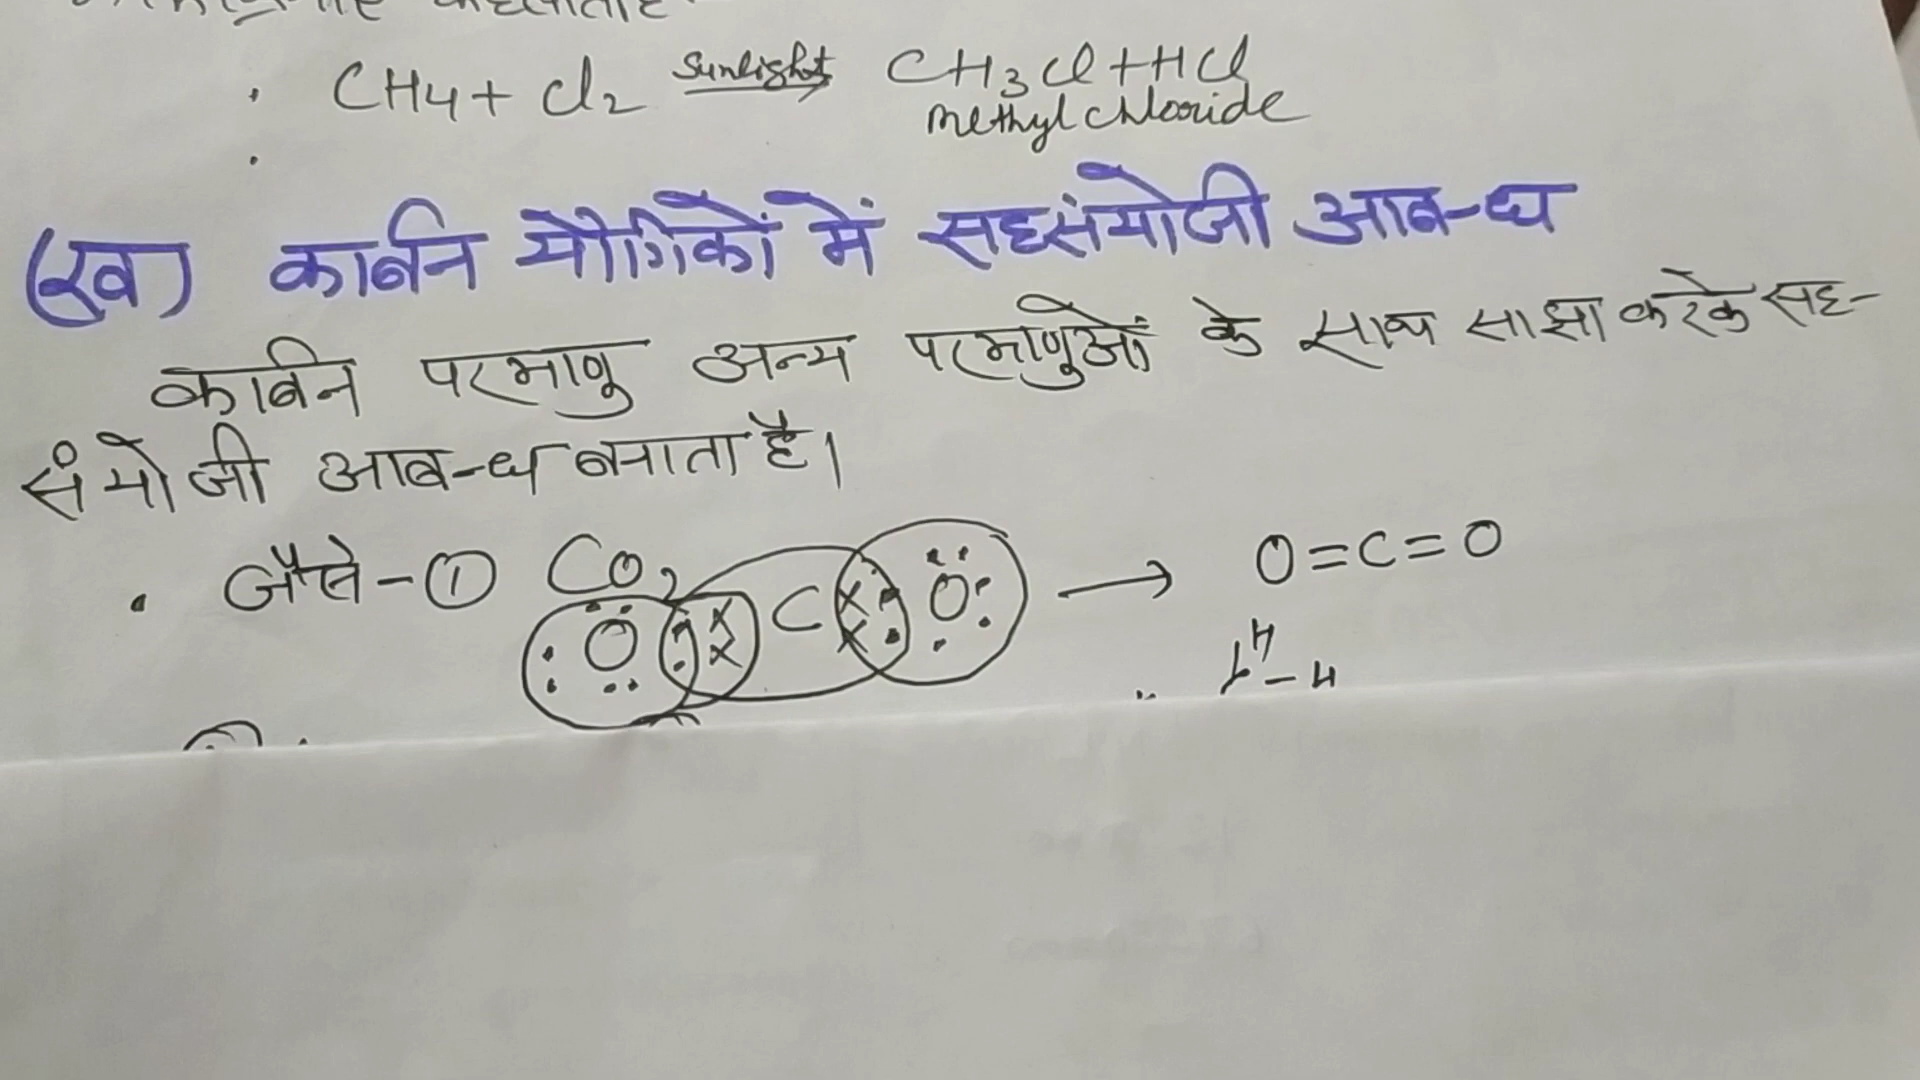 CH4 + Cl2 sunlight→ CH3Cl + HCl
Methyl chloride
(ख) कार्बन यौगिकों में सहसंयोजी आबन्ध
कार्बन परमाणु अन्य परमाणुओं के साथ साझा करके सह-
संयोजी आबन्ध बनाता है।
जैसे - ① CO2 O C O → O=C=O